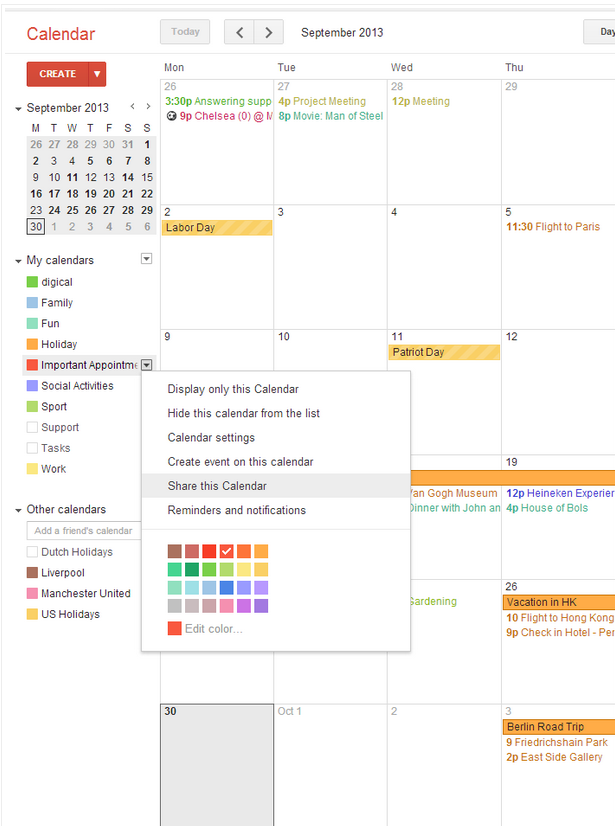 Calendar
Today
September 2013
Day
CREATE
Mon Tue Wed Thu
September 2013
M T W T F S S
26 27 28 29 30 31 1
2 3 4 5 6 7 8
9 10 11 12 13 14 15
16 17 18 19 20 21 22
23 24 25 26 27 28 29
30 1 2 3 4 5 6
My calendars
digical
Family
Fun
Holiday
Important Appointme
Social Activities
Sport
Support
Tasks
Work
Other calendars
Add a friend's calendar
Dutch Holidays
Liverpool
Manchester United
US Holidays
26 27 28 29
3:30p Answering supp 4p Project Meeting 12p Meeting
9p Chelsea (0) @ M 8p Movie: Man of Steel
2 3 4 5
Labor Day 11:30 Flight to Paris
9 10 11 12
Patriot Day
Display only this Calendar
Hide this calendar from the list
Calendar settings
Create event on this calendar
Share this Calendar
Reminders and notifications
Edit color...
19
Van Gogh Museum 12p Heineken Experier
Dinner with John an 4p House of Bols
26
Gardening Vacation in HK
10 Flight to Hong Kong
9p Check in Hotel - Per
30 Oct 1 2 3
Berlin Road Trip
9 Friedrichshain Park
2p East Side Gallery